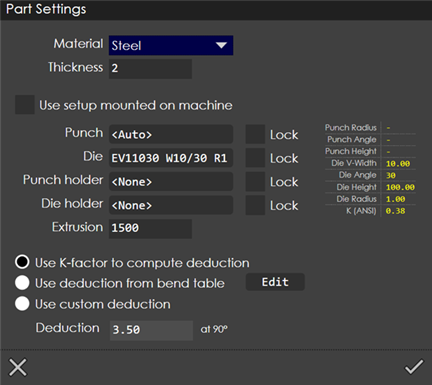 Part Settings
Material Steel
Thickness 2
Use setup mounted on machine
Punch <Auto> Lock
Die EV11030 W10/30 R1 Lock
Punch holder <None> Lock
Die holder <None> Lock
Extrusion 1500
Punch Radius -
Punch Angle -
Punch Height -
Die V-Width 10.00
Die Angle 30
Die Height 100.00
Die Radius 1.00
K (ANSI) 0.38
Use K-factor to compute deduction
Use deduction from bend table Edit
Use custom deduction
Deduction 3.50 at 90°